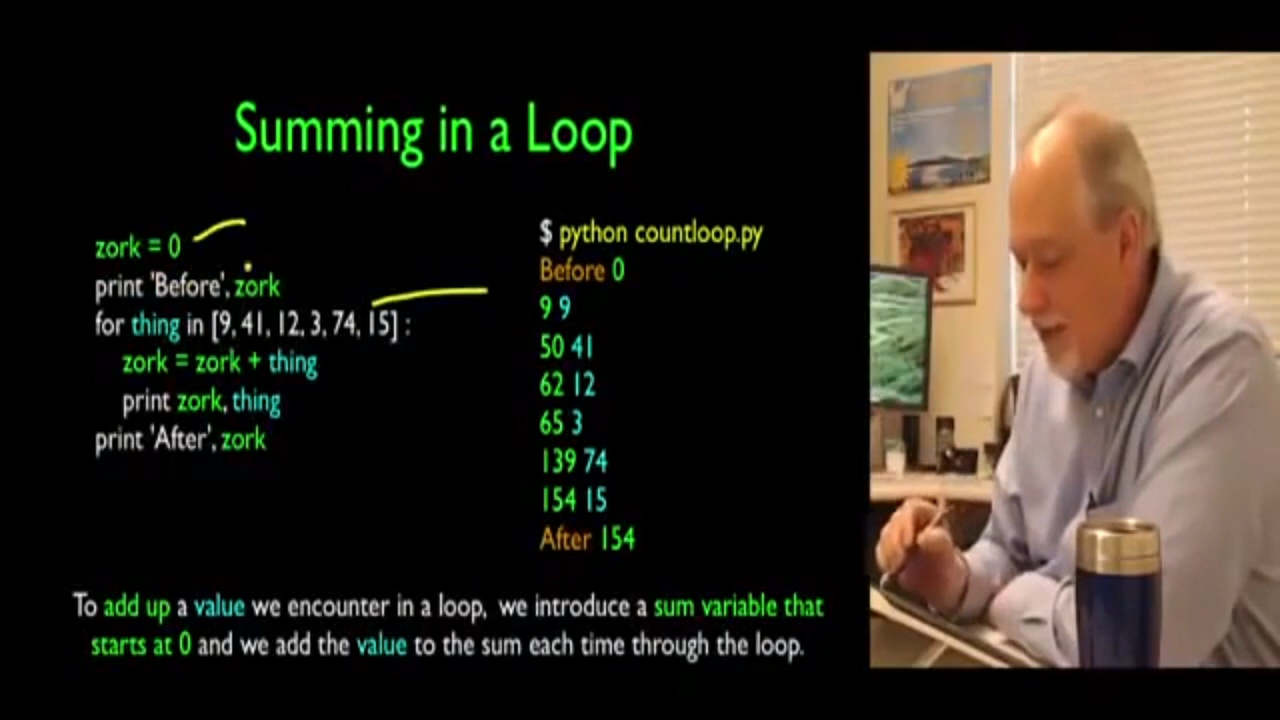 Summing in a Loop
zork = 0
print 'Before', zork
for thing in [9, 41, 12, 3, 74, 15] :
zork = zork + thing
print zork, thing
print 'After', zork
$ python countloop.py
Before 0
9 9
50 41
62 12
65 3
139 74
154 15
After 154
To add up a value we encounter in a loop, we introduce a sum variable that
starts at 0 and we add the value to the sum each time through the loop.